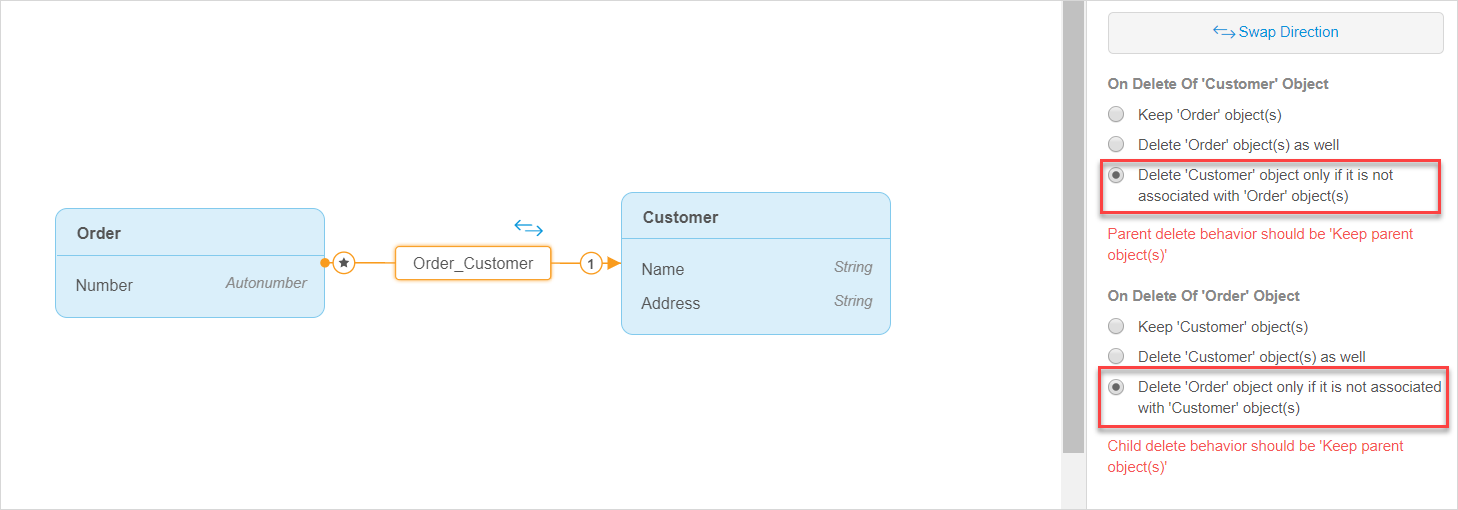 Swap Direction
On Delete Of 'Customer' Object
Keep 'Order' object(s)
Delete 'Order' object(s) as well
Delete 'Customer' object only if it is not
associated with 'Order' object(s)
Parent delete behavior should be 'Keep parent
object(s)'
On Delete Of 'Order' Object
Keep 'Customer' object(s)
Delete 'Customer' object(s) as well
Delete 'Order' object only if it is not associated
with 'Customer' object(s)
Child delete behavior should be 'Keep parent
object(s)'
Order
Number Autonumber
Order_Customer
1
Customer
Name String
Address String